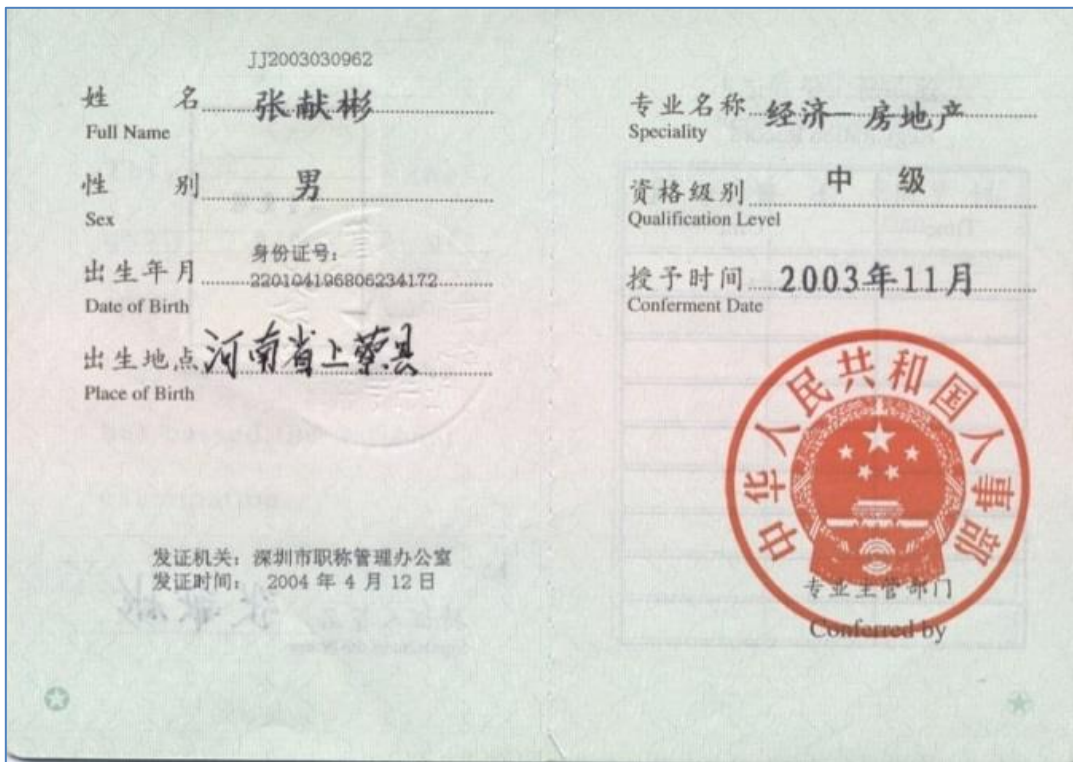 JJ2003030962
姓 名 张献彬
Full Name
性 别 男
Sex
身份证号:
出生年月 220104196806234172
Date of Birth
出生地点 河南省上蔡县
Place of Birth
发证机关: 深圳市职称管理办公室
发证时间: 2004 年 4 月 12 日
专业名称 经济—房地产
Speciality
资格级别 中 级
Qualification Level
授予时间 2003年11月
Conferment Date
中华人民共和国人事部
专业主管部门
Conferred by